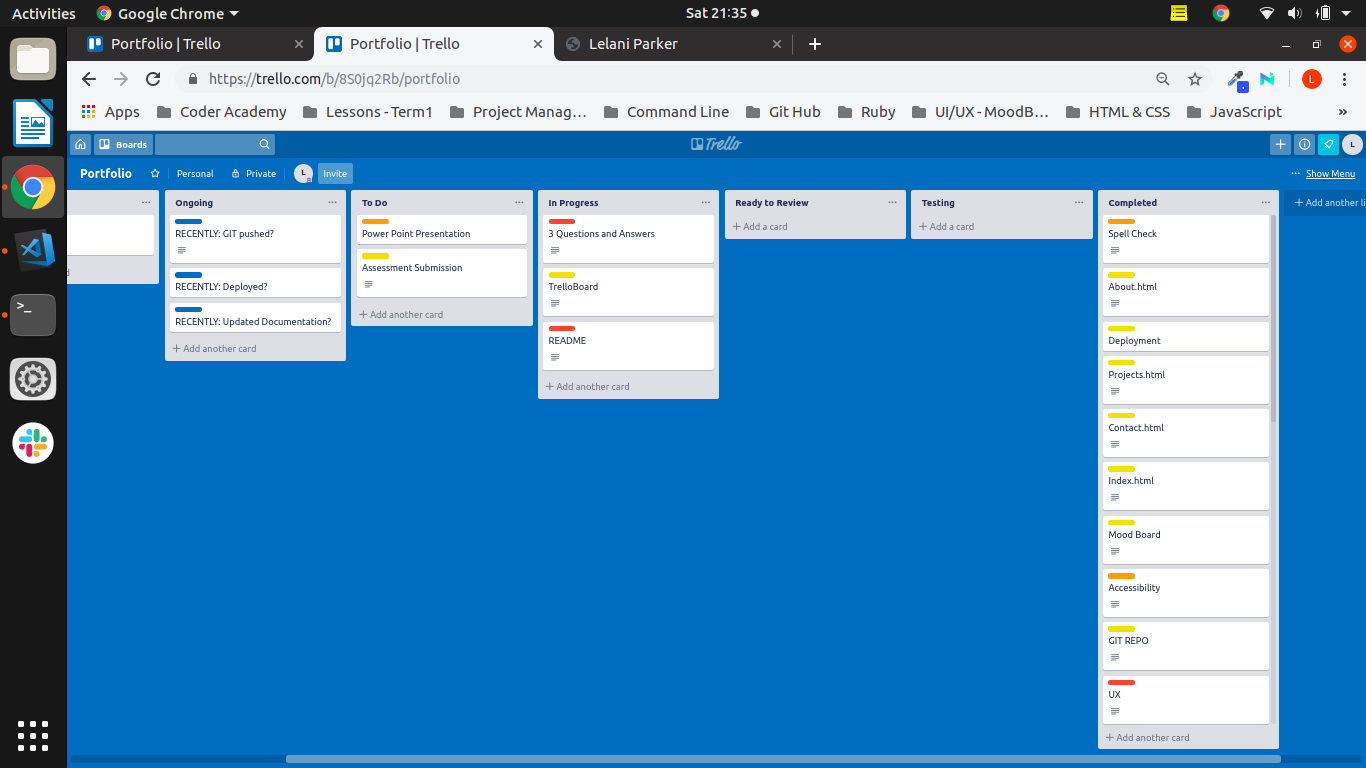 Activities
Google Chrome
Sat 21:35
Portfolio | Trello
Portfolio | Trello
Lelani Parker
https://trello.com/b/8S0jq2Rb/portfolio
L
Apps
Coder Academy
Lessons - Term1
Project Manag...
Command Line
Git Hub
Ruby
UI/UX - MoodB...
HTML & CSS
JavaScript
»
Boards
Trello
L
Portfolio
Personal
Private
L
Invite
Show Menu
Ongoing
RECENTLY: GIT pushed?
RECENTLY: Deployed?
RECENTLY: Updated Documentation?
+ Add another card
To Do
Power Point Presentation
Assessment Submission
+ Add another card
In Progress
3 Questions and Answers
TrelloBoard
README
+ Add another card
Ready to Review
+ Add a card
Testing
+ Add a card
Completed
Spell Check
About.html
Deployment
Projects.html
Contact.html
Index.html
Mood Board
Accessibility
GIT REPO
UX
+ Add another card
+ Add another li